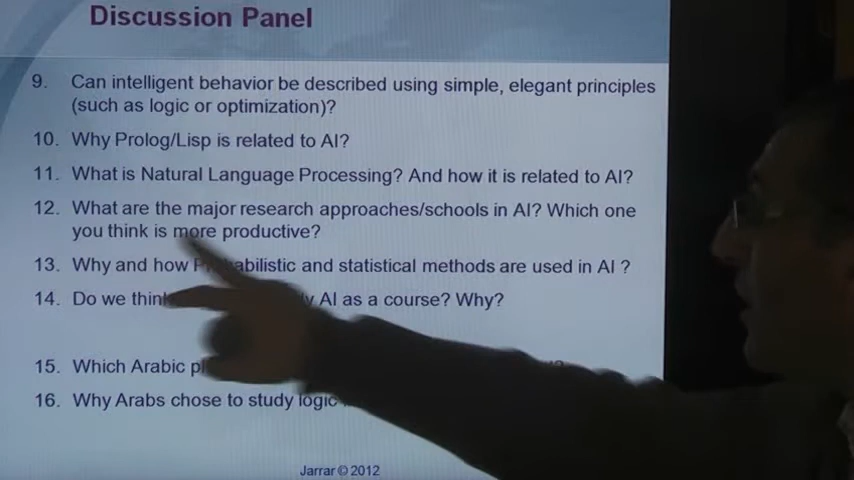 Discussion Panel
9. Can intelligent behavior be described using simple, elegant principles
(such as logic or optimization)?
10. Why Prolog/Lisp is related to AI?
11. What is Natural Language Processing? And how it is related to AI?
12. What are the major research approaches/schools in AI? Which one
you think is more productive?
13. Why and how Probabilistic and statistical methods are used in AI ?
14. Do we think AI as a course? Why?
15. Which Arabic
16. Why Arabs chose to study logic
Jarrar © 2012